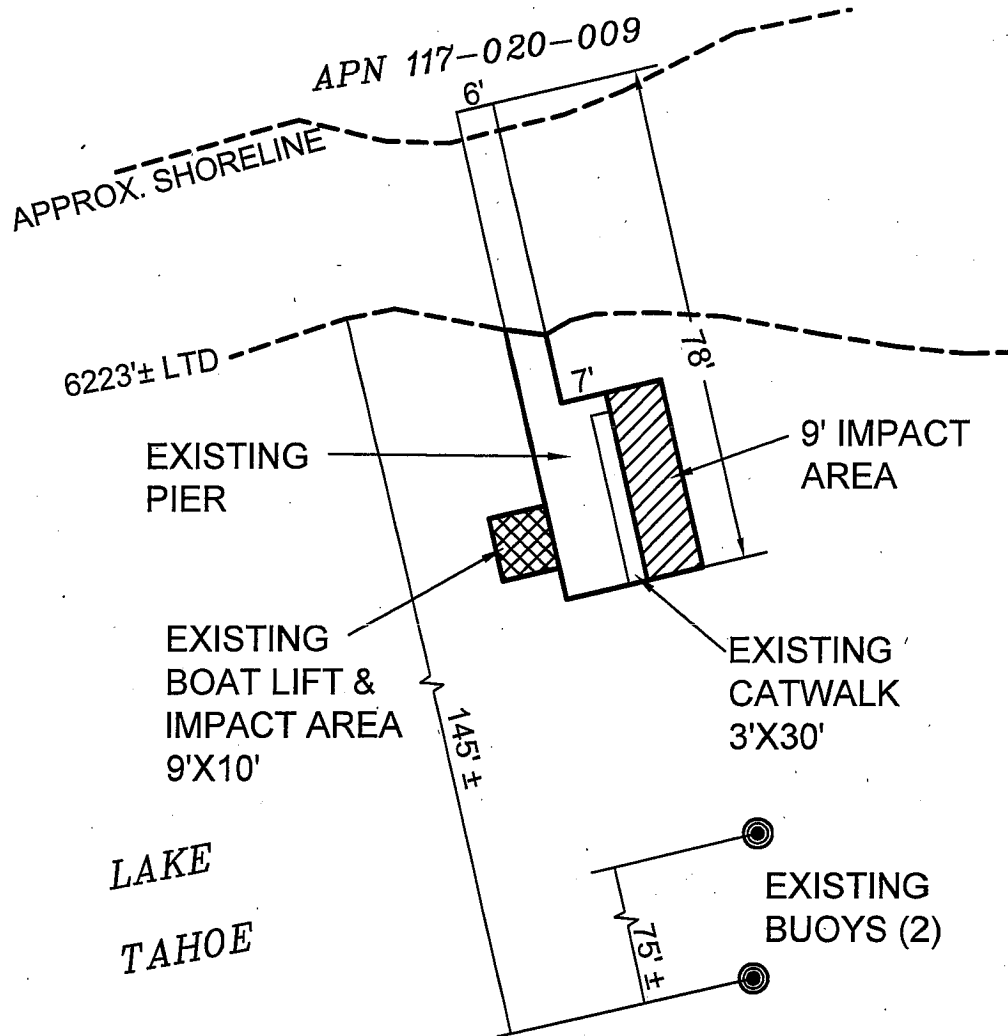 APN 117-020-009
6'
APPROX. SHORELINE
6223'± LTD
78'
7'
EXISTING
PIER
9' IMPACT
AREA
EXISTING
BOAT LIFT &
IMPACT AREA
9'X10'
EXISTING
CATWALK
3'X30'
145' ±
LAKE
TAHOE
75' ±
EXISTING
BUOYS (2)